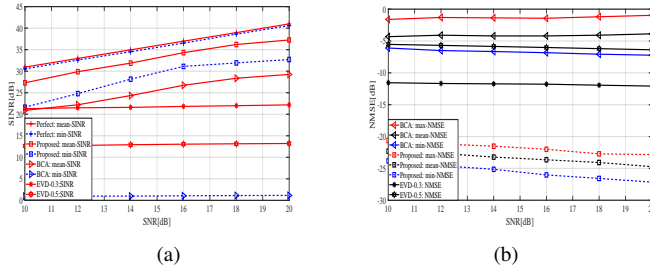 45
40
35
30
25
20
15
10
5
0
SINR[dB]
Perfect: mean-SINR
Perfect: min-SINR
Proposed: mean-SINR
Proposed: min-SINR
BCA: mean-SINR
BCA: min-SINR
EVD-0.3:SINR
EVD-0.5:SINR
10 12 14 16 18 20
SNR[dB]
(a)
0
-5
-10
-15
-20
-25
-30
NMSE[dB]
BCA: max-NMSE
BCA: mean-NMSE
BCA: min-NMSE
Proposed: max-NMSE
Proposed: mean-NMSE
Proposed: min-NMSE
EVD-0.3: NMSE
EVD-0.5: NMSE
10 12 14 16 18 20
SNR[dB]
(b)